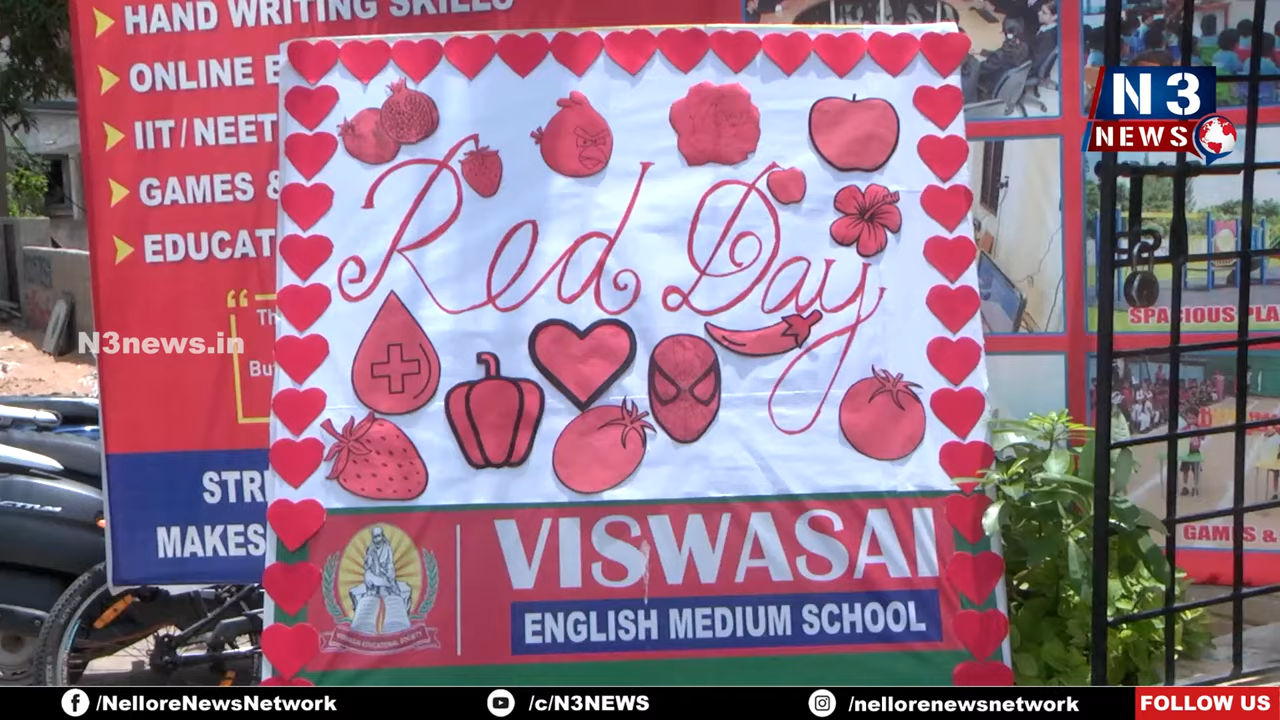 HAND WRITING SKILLS
ONLINE
IIT/NEET
GAMES &
EDUCAT
N3
NEWS
Red Day
N3news.in
SPACIOUS PLA
STRI
MAKES
GAMES &
VISWASAI
ENGLISH MEDIUM SCHOOL
/NelloreNewsNetwork
/c/N3NEWS
/nellorenewsnetwork
FOLLOW US